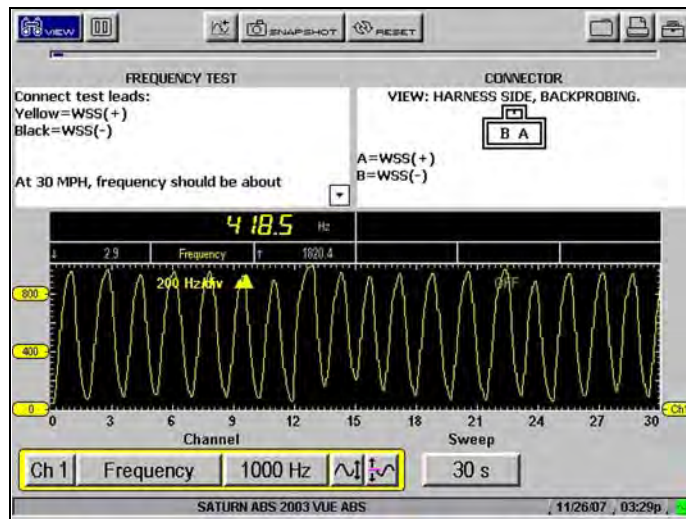 VIEW SNAPSHOT RESET
FREQUENCY TEST
Connect test leads:
Yellow=WSS(+)
Black=WSS(-)
At 30 MPH, frequency should be about
CONNECTOR
VIEW: HARNESS SIDE, BACKPROBING.
B A
A=WSS(+)
B=WSS(-)
418.5 Hz
2.9 Frequency 1820.4
200 Hz/div OFF
800
400
0 Ch1
0 3 6 9 12 15 18 21 24 27 30
Channel Sweep
Ch 1 Frequency 1000 Hz 30 s
SATURN ABS 2003 VUE ABS 11/26/07 03:29p